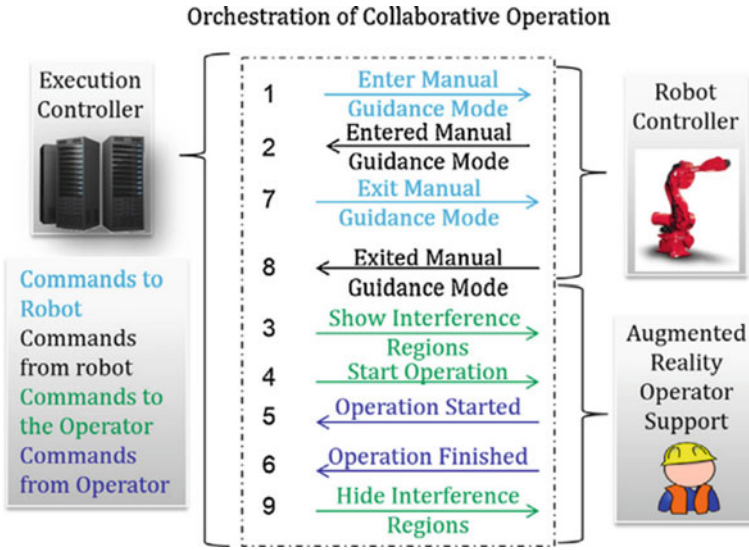 Orchestration of Collaborative Operation
Execution
Controller
Commands to
Robot
Commands
from robot
Commands to
the Operator
Commands
from Operator
1 Enter Manual
Guidance Mode
2 Entered Manual
Guidance Mode
7 Exit Manual
Guidance Mode
8 Exited Manual
Guidance Mode
3 Show Interference
Regions
4 Start Operation
5 Operation Started
6 Operation Finished
9 Hide Interference
Regions
Robot
Controller
Augmented
Reality
Operator
Support